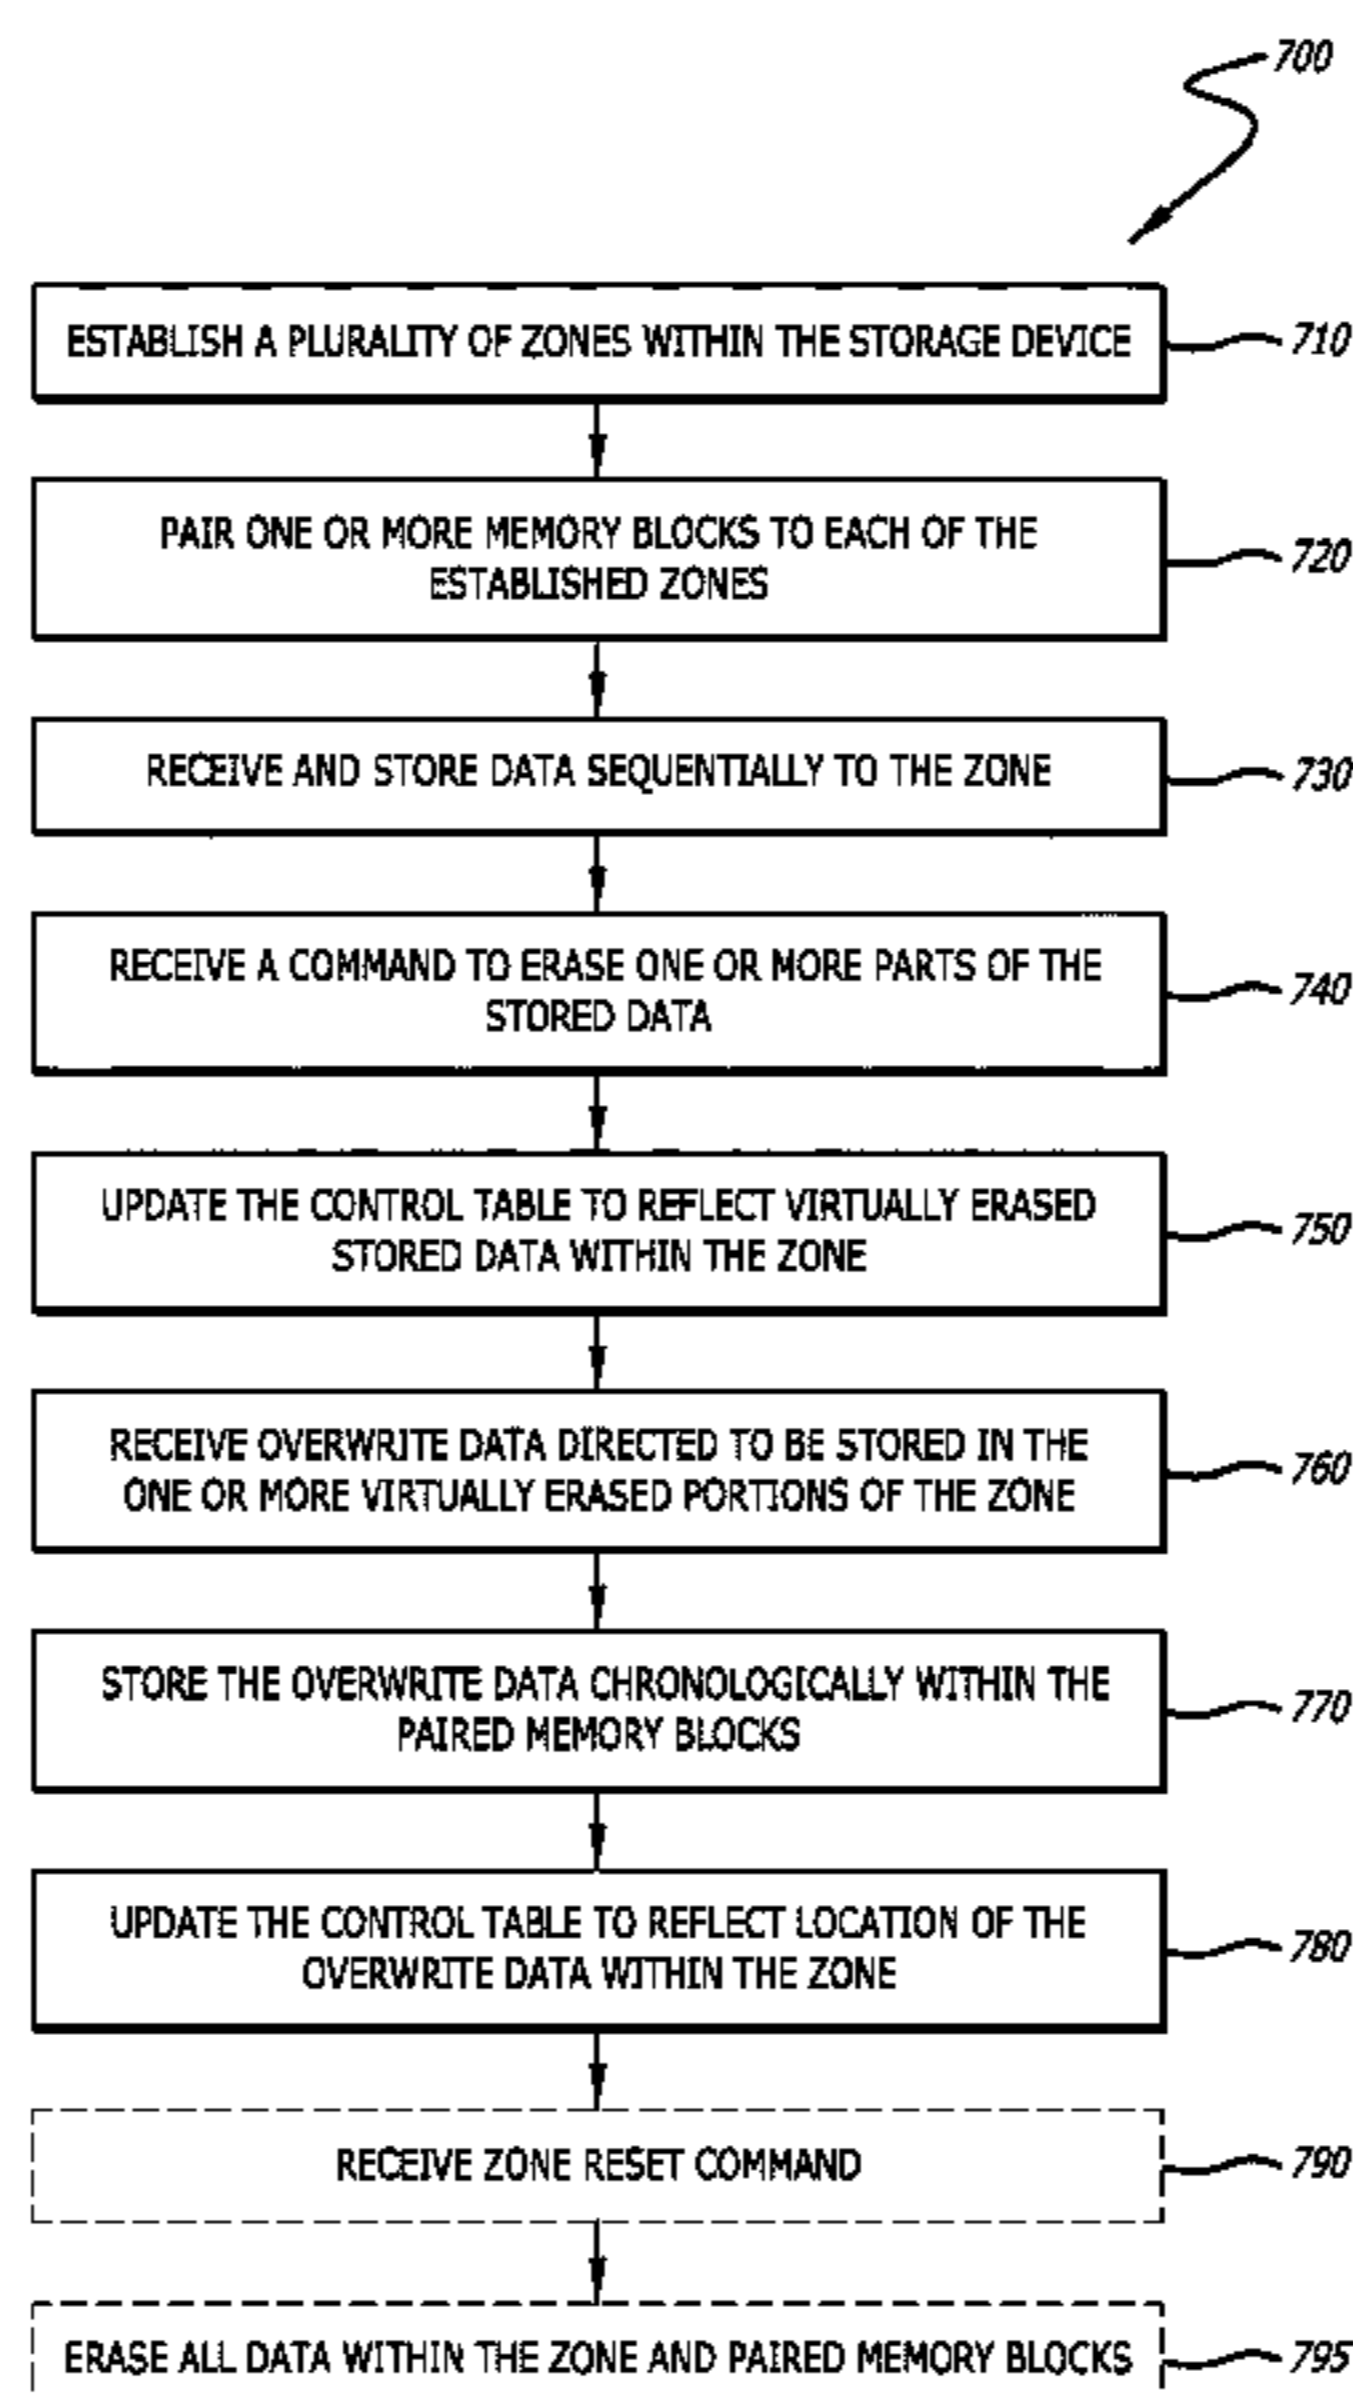 700
ESTABLISH A PLURALITY OF ZONES WITHIN THE STORAGE DEVICE
710
PAIR ONE OR MORE MEMORY BLOCKS TO EACH OF THE
ESTABLISHED ZONES
720
RECEIVE AND STORE DATA SEQUENTIALLY TO THE ZONE
730
RECEIVE A COMMAND TO ERASE ONE OR MORE PARTS OF THE
STORED DATA
740
UPDATE THE CONTROL TABLE TO REFLECT VIRTUALLY ERASED
STORED DATA WITHIN THE ZONE
750
RECEIVE OVERWRITE DATA DIRECTED TO BE STORED IN THE
ONE OR MORE VIRTUALLY ERASED PORTIONS OF THE ZONE
760
STORE THE OVERWRITE DATA CHRONOLOGICALLY WITHIN THE
PAIRED MEMORY BLOCKS
770
UPDATE THE CONTROL TABLE TO REFLECT LOCATION OF THE
OVERWRITE DATA WITHIN THE ZONE
780
RECEIVE ZONE RESET COMMAND
790
ERASE ALL DATA WITHIN THE ZONE AND PAIRED MEMORY BLOCKS
795